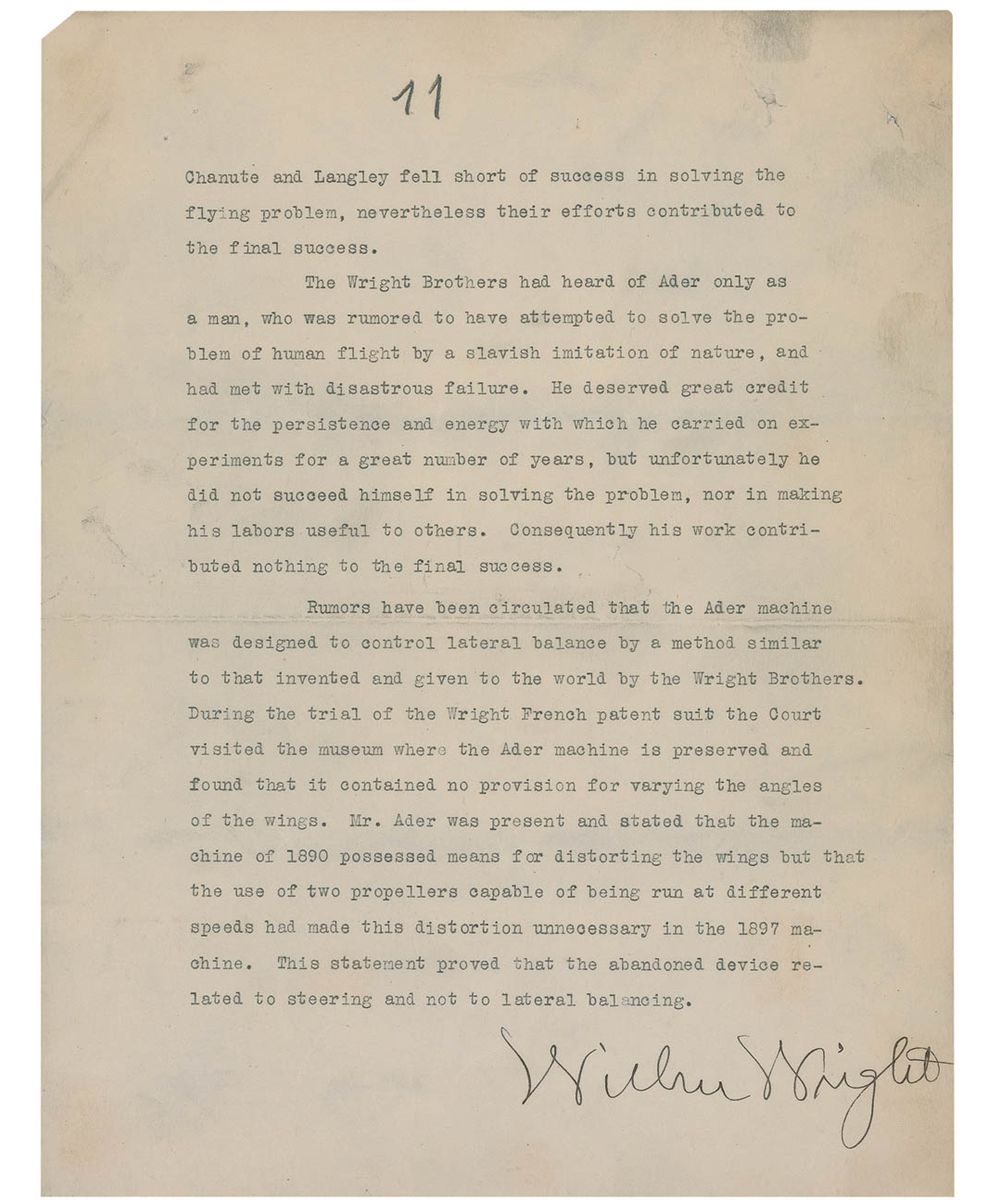 11
Chanute and Langley fell short of success in solving the
flying problem, nevertheless their efforts contributed to
the final success.
The Wright Brothers had heard of Ader only as
a man, who was rumored to have attempted to solve the pro-
blem of human flight by a slavish imitation of nature, and
had met with disastrous failure. He deserved great credit
for the persistence and energy with which he carried on ex-
periments for a great number of years, but unfortunately he
did not succeed himself in solving the problem, nor in making
his labors useful to others. Consequently his work contri-
buted nothing to the final success.
Rumors have been circulated that the Ader machine
was designed to control lateral balance by a method similar
to that invented and given to the world by the Wright Brothers.
During the trial of the Wright French patent suit the Court
visited the museum where the Ader machine is preserved and
found that it contained no provision for varying the angles
of the wings. Mr. Ader was present and stated that the ma-
chine of 1890 possessed means for distorting the wings but that
the use of two propellers capable of being run at different
speeds had made this distortion unnecessary in the 1897 ma-
chine. This statement proved that the abandoned device re-
lated to steering and not to lateral balancing.
Wilbur Wright